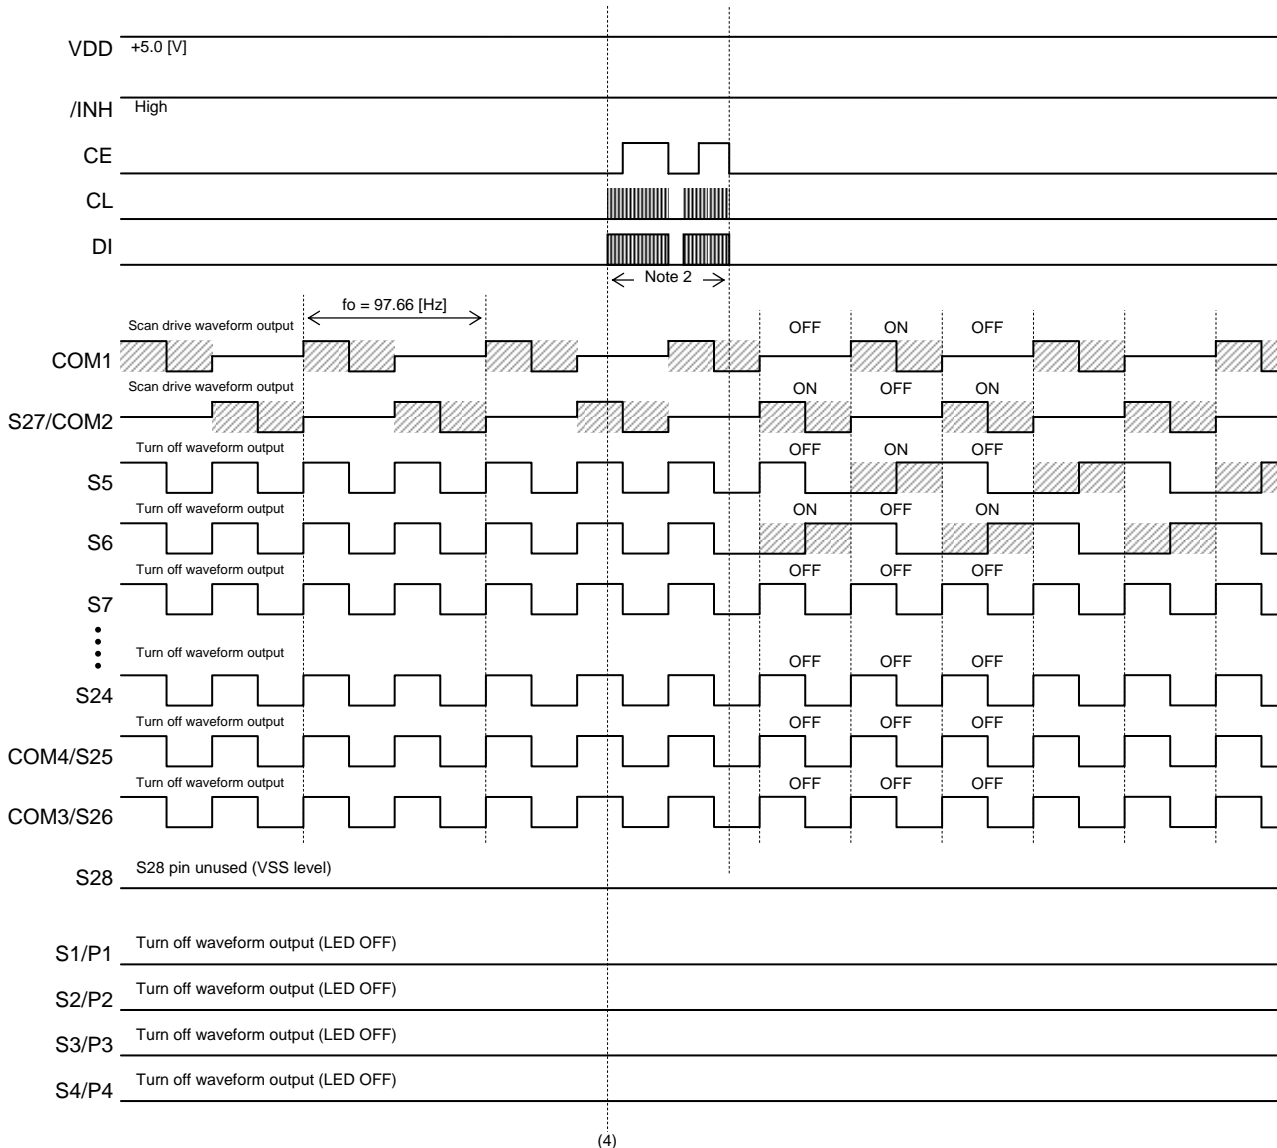 VDD +5.0 [V]
/INH High
CE
CL
DI
Note 2
fo = 97.66 [Hz]
Scan drive waveform output OFF ON OFF
COM1
Scan drive waveform output ON OFF ON
S27/COM2
Turn off waveform output OFF ON OFF
S5
Turn off waveform output ON OFF ON
S6
Turn off waveform output OFF OFF OFF
S7
Turn off waveform output OFF OFF OFF
S24
Turn off waveform output OFF OFF OFF
COM4/S25
Turn off waveform output OFF OFF OFF
COM3/S26
S28 pin unused (VSS level)
S28
Turn off waveform output (LED OFF)
S1/P1
Turn off waveform output (LED OFF)
S2/P2
Turn off waveform output (LED OFF)
S3/P3
Turn off waveform output (LED OFF)
S4/P4
(4)